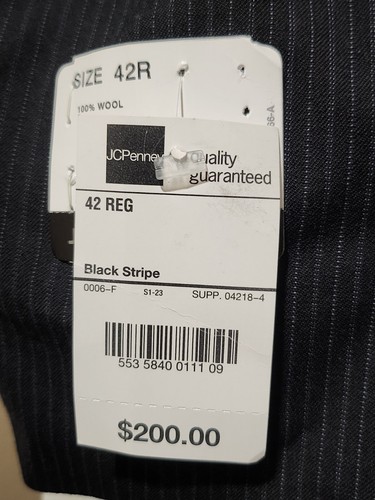 SIZE 42R
100% WOOL
JCPenney
quality
guaranteed
42 REG
Black Stripe
0006-F S1-23 SUPP. 04218-4
553 5840 0111 09
$200.00